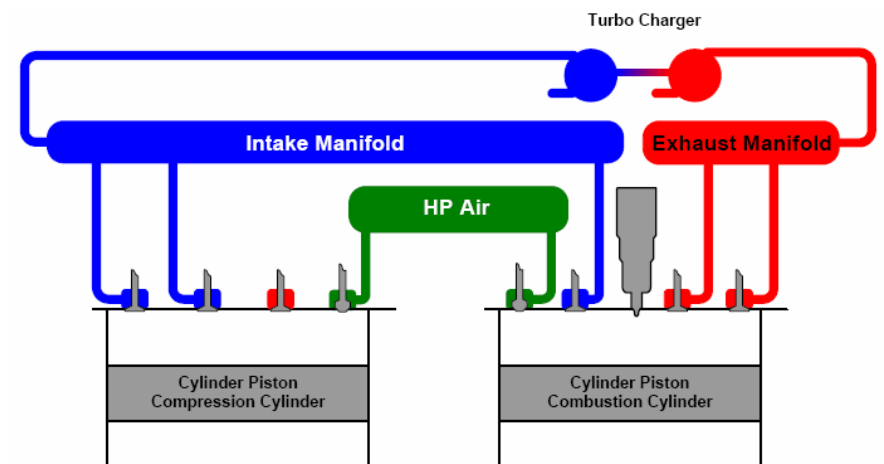 Turbo Charger
Intake Manifold
Exhaust Manifold
HP Air
Cylinder Piston
Compression Cylinder
Cylinder Piston
Combustion Cylinder